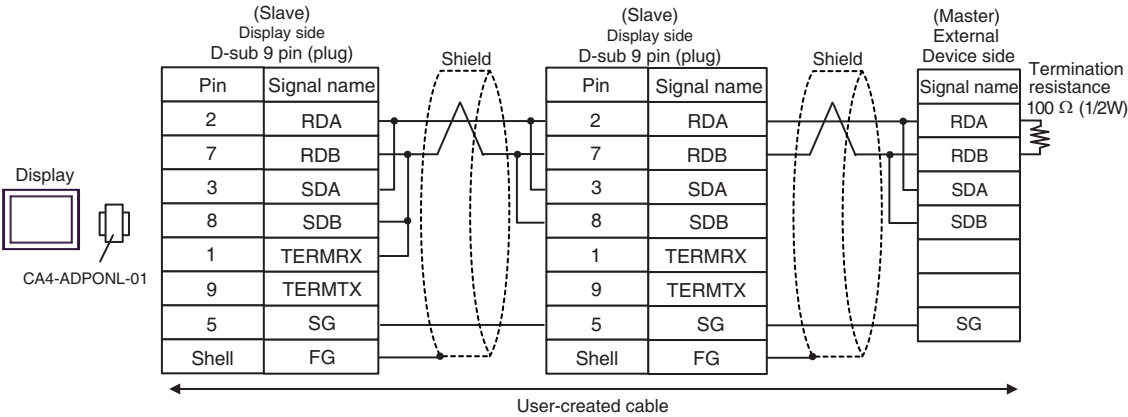 (Slave)
Display side
D-sub 9 pin (plug)
Shield
(Slave)
Display side
D-sub 9 pin (plug)
Shield
(Master)
External
Device side
Termination
resistance
100 Ω (1/2W)
Pin Signal name Pin Signal name Signal name
2 RDA 2 RDA RDA
7 RDB 7 RDB RDB
3 SDA 3 SDA SDA
8 SDB 8 SDB SDB
1 TERMRX 1 TERMRX
9 TERMTX 9 TERMTX
5 SG 5 SG SG
Shell FG Shell FG
Display
CA4-ADPONL-01
User-created cable